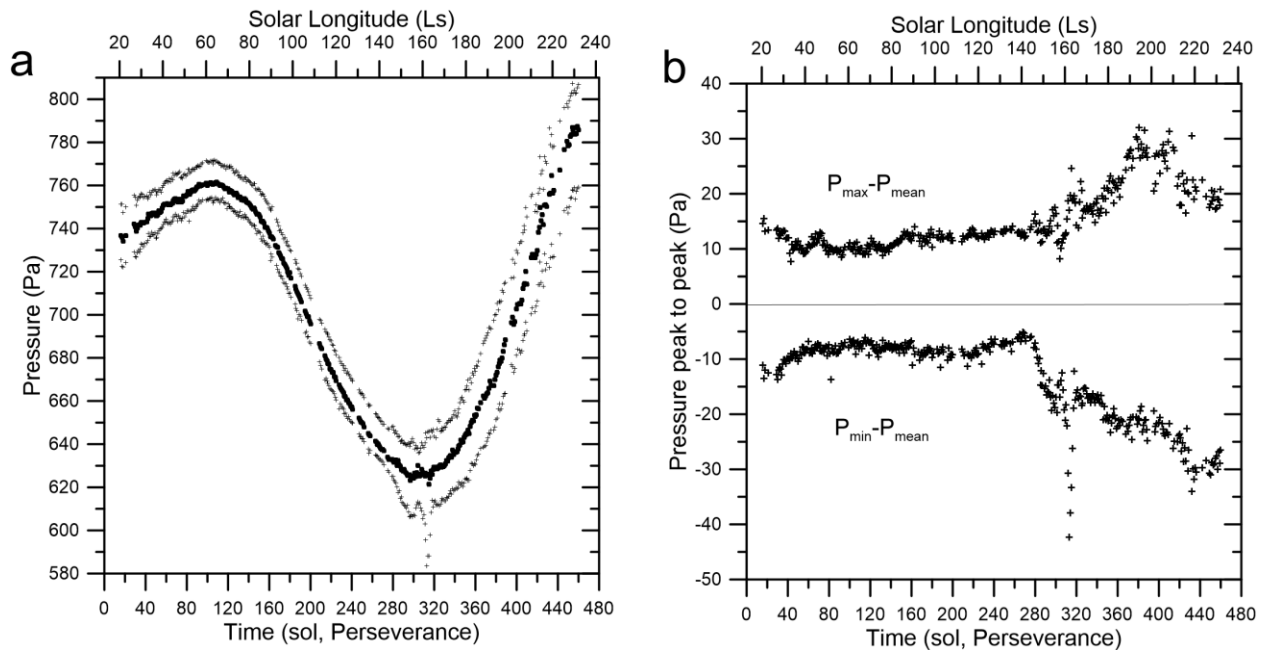 a
Solar Longitude (Ls)
20 40 60 80 100 120 140 160 180 200 220 240
Pressure (Pa)
800
780
760
740
720
700
680
660
640
620
600
580
0 40 80 120 160 200 240 280 320 360 400 440 480
Time (sol, Perseverance)
b
Solar Longitude (Ls)
20 40 60 80 100 120 140 160 180 200 220 240
Pressure peak to peak (Pa)
40
30
20
10
0
-10
-20
-30
-40
-50
Pmax-Pmean
Pmin-Pmean
0 40 80 120 160 200 240 280 320 360 400 440 480
Time (sol, Perseverance)